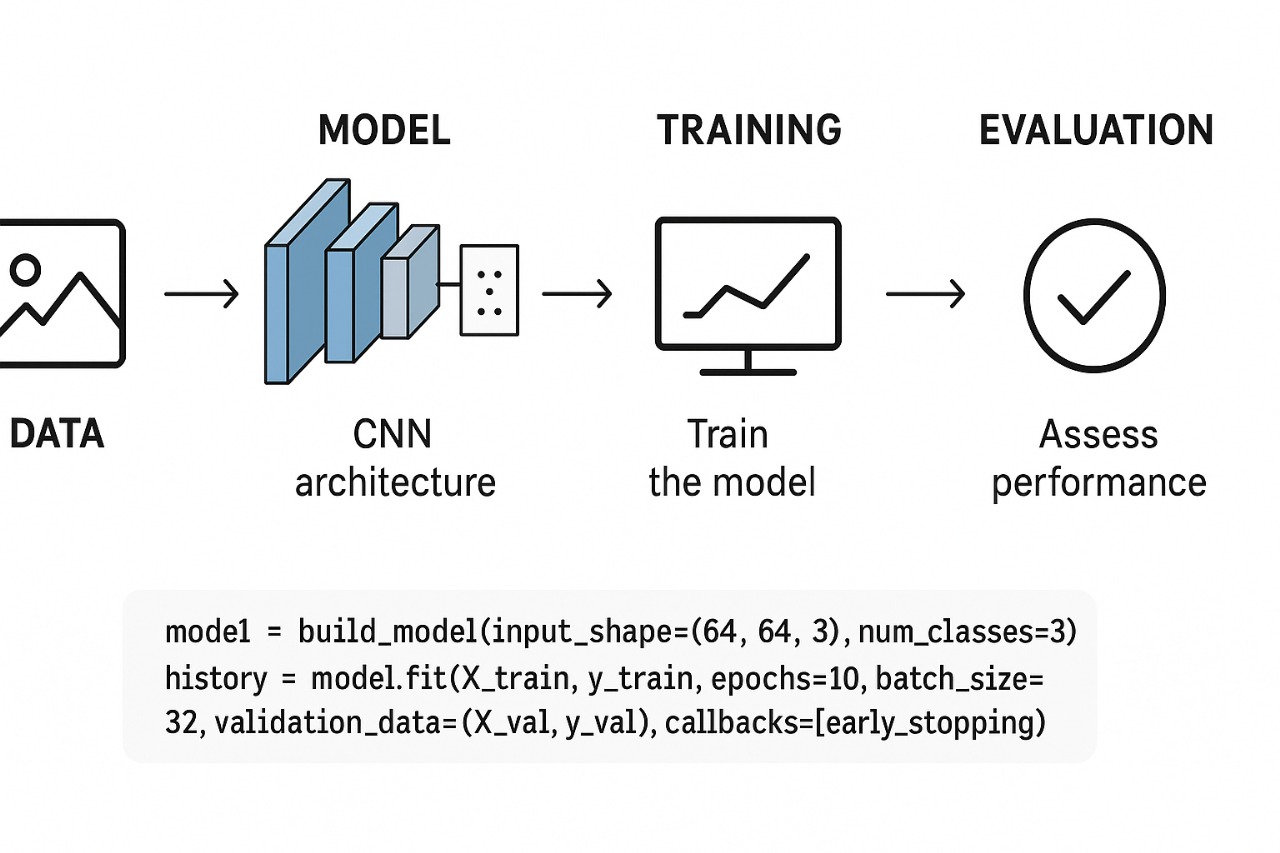 MODEL
TRAINING
EVALUATION
DATA
CNN
architecture
Train
the model
Assess
performance
mode1 = build_model(input_shape=(64, 64, 3), num_classes=3)
history = model.fit(X_train, y_train, epochs=10, batch_size=
32, validation_data=(X_val, y_val), callbacks=[early_stopping)